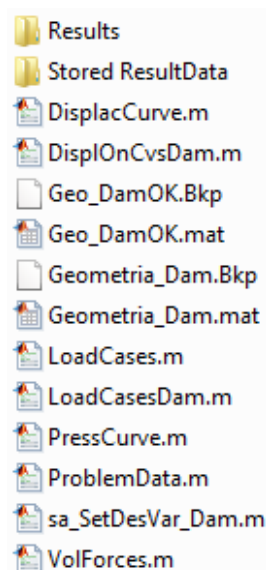 Results
Stored ResultData
DisplacCurve.m
DisplOnCvsDam.m
Geo_DamOK.Bkp
Geo_DamOK.mat
Geometria_Dam.Bkp
Geometria_Dam.mat
LoadCases.m
LoadCasesDam.m
PressCurve.m
ProblemData.m
sa_SetDesVar_Dam.m
VolForces.m